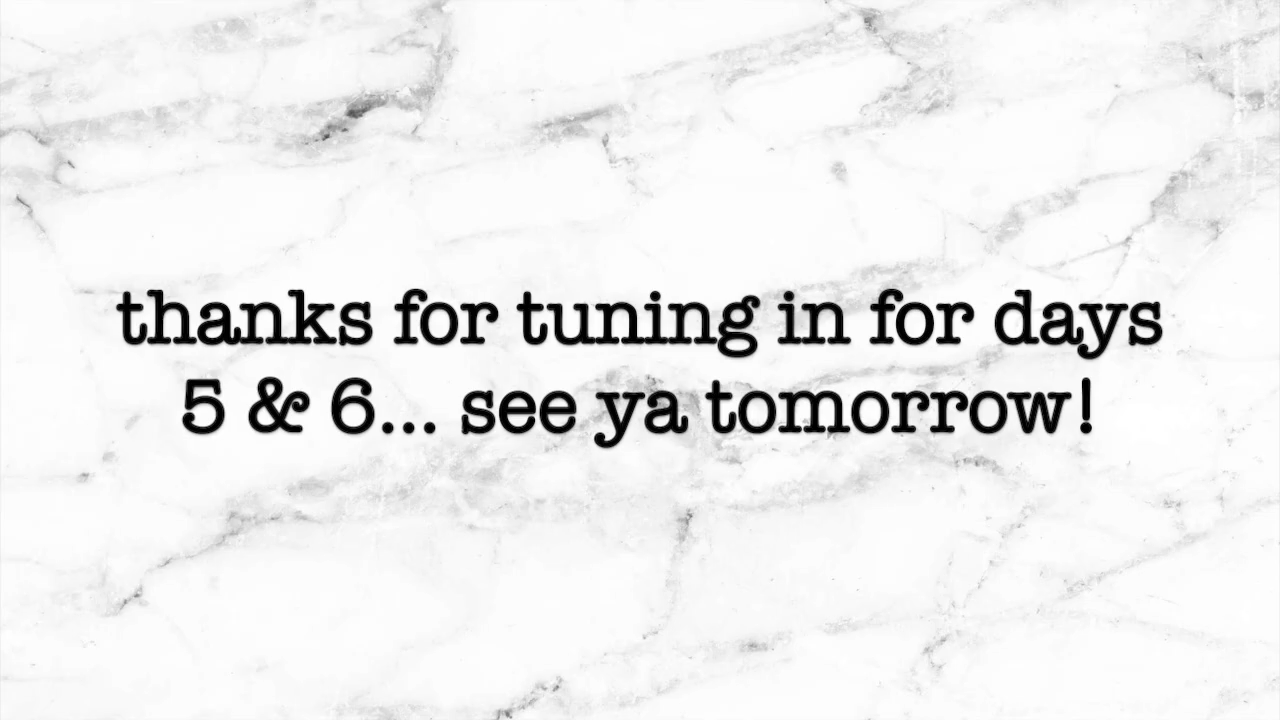 thanks for tuning in for days
5 & 6... see ya tomorrow!